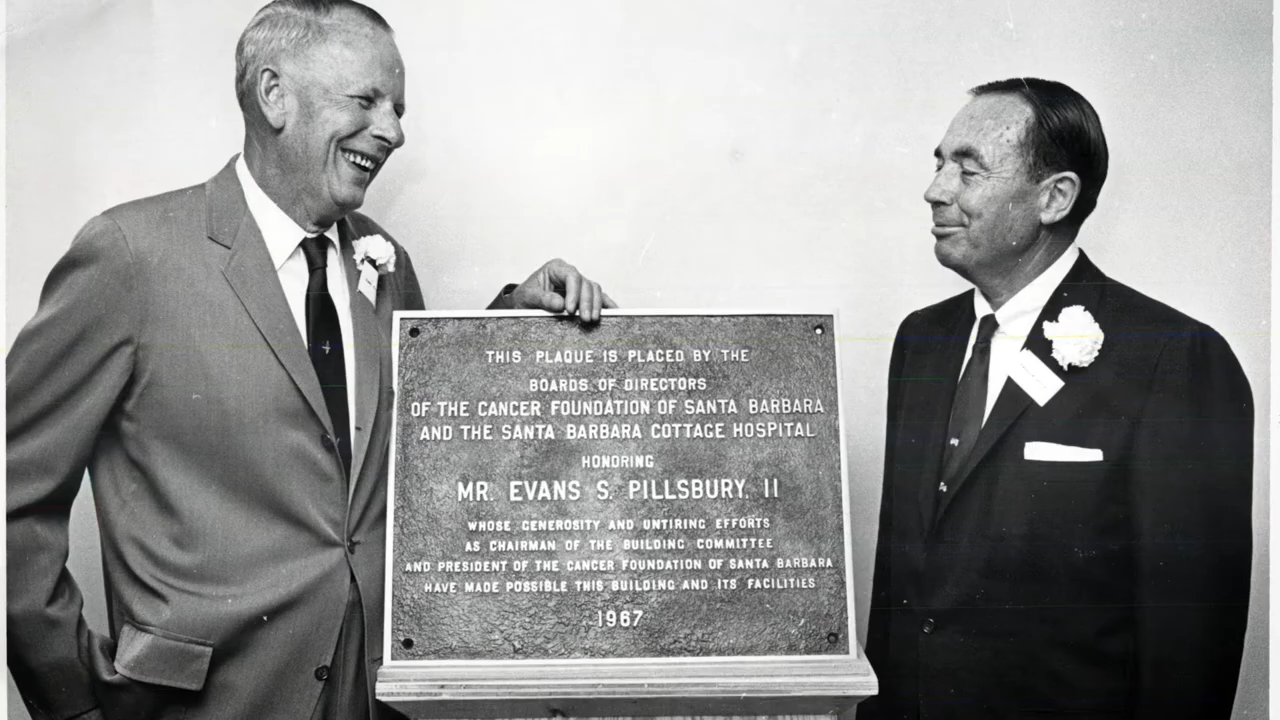 THIS PLAQUE IS PLACED BY THE
BOARDS OF DIRECTORS
OF THE CANCER FOUNDATION OF SANTA BARBARA
AND THE SANTA BARBARA COTTAGE HOSPITAL
HONORING
MR. EVANS S. PILLSBURY, II
WHOSE GENEROSITY AND UNTIRING EFFORTS
AS CHAIRMAN OF THE BUILDING COMMITTEE
AND PRESIDENT OF THE CANCER FOUNDATION OF SANTA BARBARA
HAVE MADE POSSIBLE THIS BUILDING AND ITS FACILITIES
1967